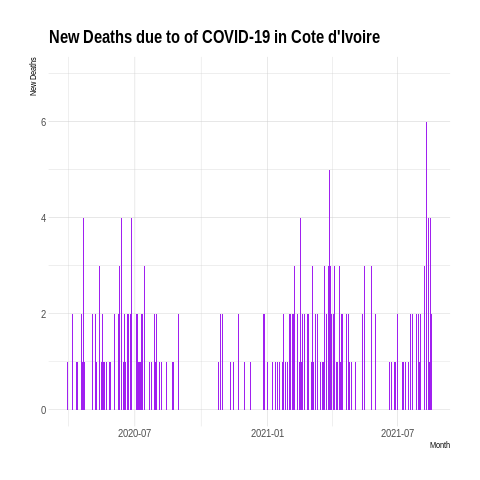 New Deaths due to of COVID-19 in Cote d'Ivoire
New Deaths
6
4
2
0
2020-07
2021-01
2021-07
Month